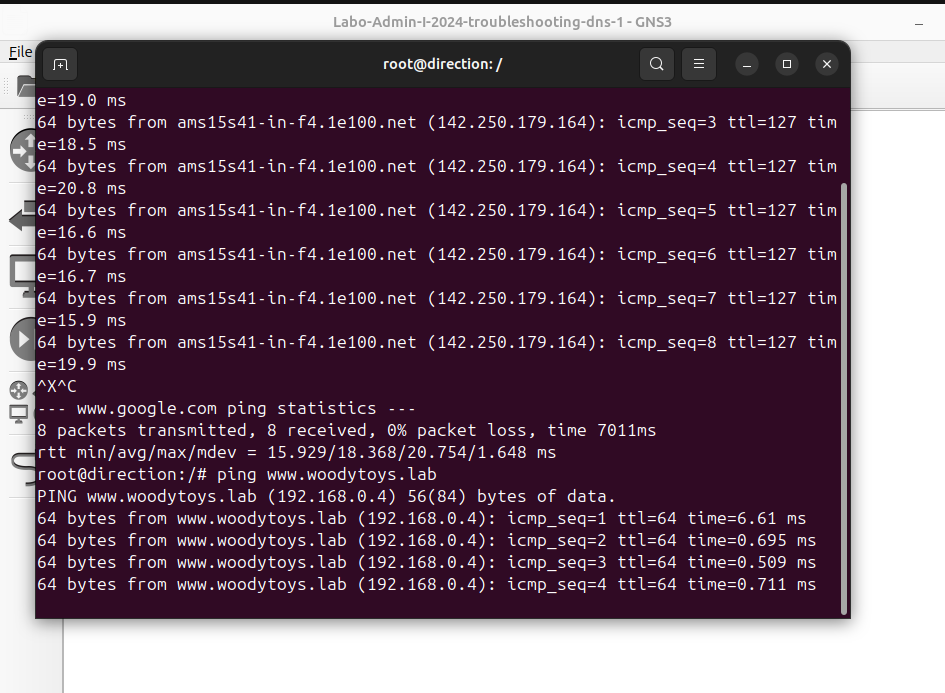 Labo-Admin-I-2024-troubleshooting-dns-1 - GNS3
File
root@direction: /
e=19.0 ms
64 bytes from ams15s41-in-f4.1e100.net (142.250.179.164): icmp_seq=3 ttl=127 tim
e=18.5 ms
64 bytes from ams15s41-in-f4.1e100.net (142.250.179.164): icmp_seq=4 ttl=127 tim
e=20.8 ms
64 bytes from ams15s41-in-f4.1e100.net (142.250.179.164): icmp_seq=5 ttl=127 tim
e=16.6 ms
64 bytes from ams15s41-in-f4.1e100.net (142.250.179.164): icmp_seq=6 ttl=127 tim
e=16.7 ms
64 bytes from ams15s41-in-f4.1e100.net (142.250.179.164): icmp_seq=7 ttl=127 tim
e=15.9 ms
64 bytes from ams15s41-in-f4.1e100.net (142.250.179.164): icmp_seq=8 ttl=127 tim
e=19.9 ms
^X^C
--- www.google.com ping statistics ---
8 packets transmitted, 8 received, 0% packet loss, time 7011ms
rtt min/avg/max/mdev = 15.929/18.368/20.754/1.648 ms
root@direction:/# ping www.woodytoys.lab
PING www.woodytoys.lab (192.168.0.4) 56(84) bytes of data.
64 bytes from www.woodytoys.lab (192.168.0.4): icmp_seq=1 ttl=64 time=6.61 ms
64 bytes from www.woodytoys.lab (192.168.0.4): icmp_seq=2 ttl=64 time=0.695 ms
64 bytes from www.woodytoys.lab (192.168.0.4): icmp_seq=3 ttl=64 time=0.509 ms
64 bytes from www.woodytoys.lab (192.168.0.4): icmp_seq=4 ttl=64 time=0.711 ms